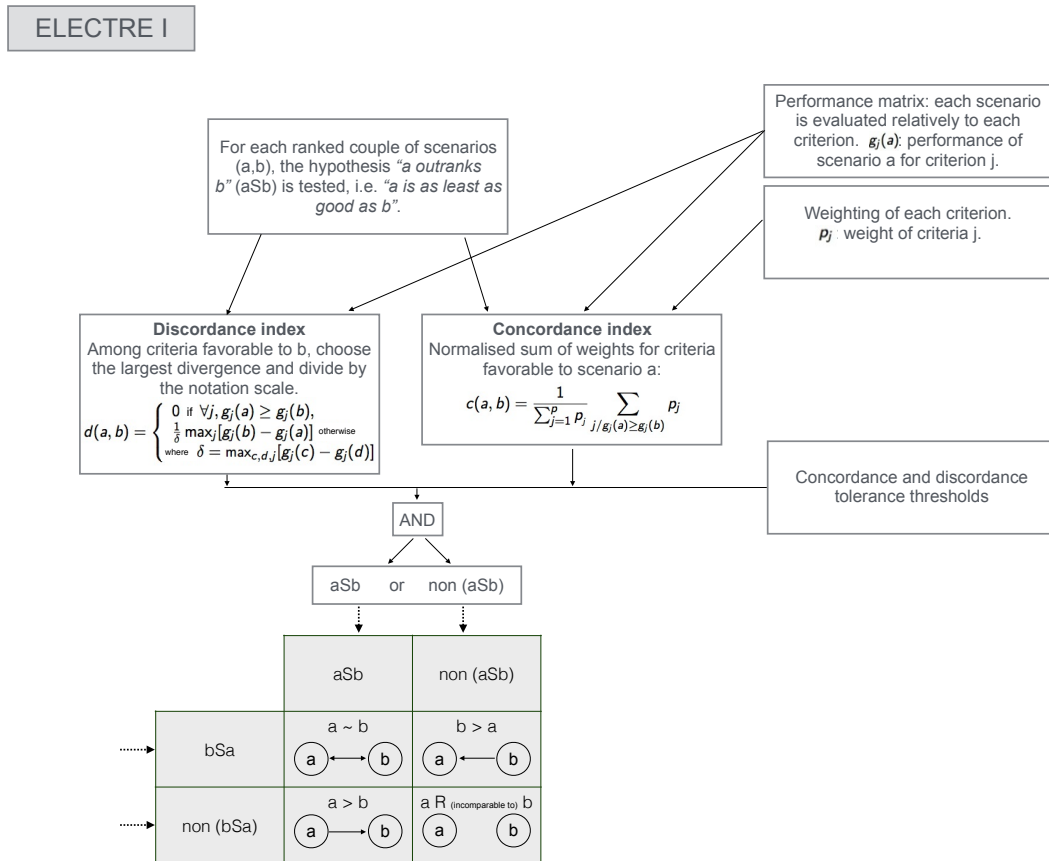 ELECTRE I
Performance matrix: each scenario
is evaluated relatively to each
criterion. gj(a): performance of
scenario a for criterion j.
For each ranked couple of scenarios
(a,b), the hypothesis “a outranks
b” (aSb) is tested, i.e. “a is as least as
good as b”.
Weighting of each criterion.
pj : weight of criteria j.
Discordance index
Among criteria favorable to b, choose
the largest divergence and divide by
the notation scale.
d(a, b) = { 0 if ∀j, gj(a) ≥ gj(b),
1/δ maxj[gj(b) − gj(a)] otherwise
where δ = maxc,d,j[gj(c) − gj(d)]
Concordance index
Normalised sum of weights for criteria
favorable to scenario a:
c(a, b) = 1/∑pj=1 pj ∑j/gj(a)≥gj(b) pj
Concordance and discordance
tolerance thresholds
AND
aSb or non (aSb)
aSb non (aSb)
bSa
a ~ b
a b
b > a
a b
non (bSa)
a > b
a b
a R (incomparable to) b
a b